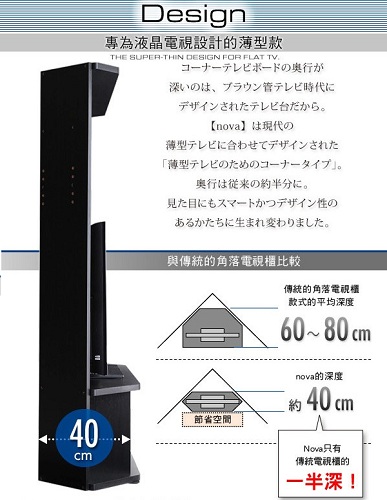 Design
專為液晶電視設計的薄型款
THE SUPER-THIN DESIGN FOR FLAT TV.
コーナーテレビボードの奥行が
深いのは、ブラウン管テレビ時代に
デザインされたテレビ台だから。
【nova】は現代の
薄型テレビに合わせてデザインされた
「薄型テレビのためのコーナータイプ」。
奥行は従来の約半分に。
見た目にもスマートかつデザイン性の
あるかたちに生まれ変わりました。
與傳統的角落電視櫃比較
傳統的角落電視櫃
款式的平均深度
60～80cm
nova的深度
約40cm
節省空間
40
cm
Nova只有
傳統電視櫃的
一半深！